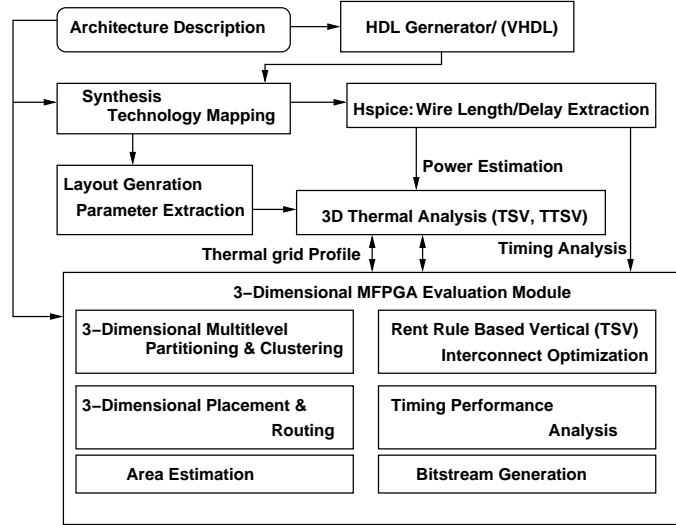 Architecture Description
HDL Gernerator/ (VHDL)
Synthesis
Technology Mapping
Hspice: Wire Length/Delay Extraction
Power Estimation
Layout Genration
Parameter Extraction
3D Thermal Analysis (TSV, TTSV)
Thermal grid Profile
Timing Analysis
3−Dimensional MFPGA Evaluation Module
3−Dimensional Multitlevel
Partitioning & Clustering
Rent Rule Based Vertical (TSV)
Interconnect Optimization
3−Dimensional Placement &
Routing
Timing Performance
Analysis
Area Estimation
Bitstream Generation